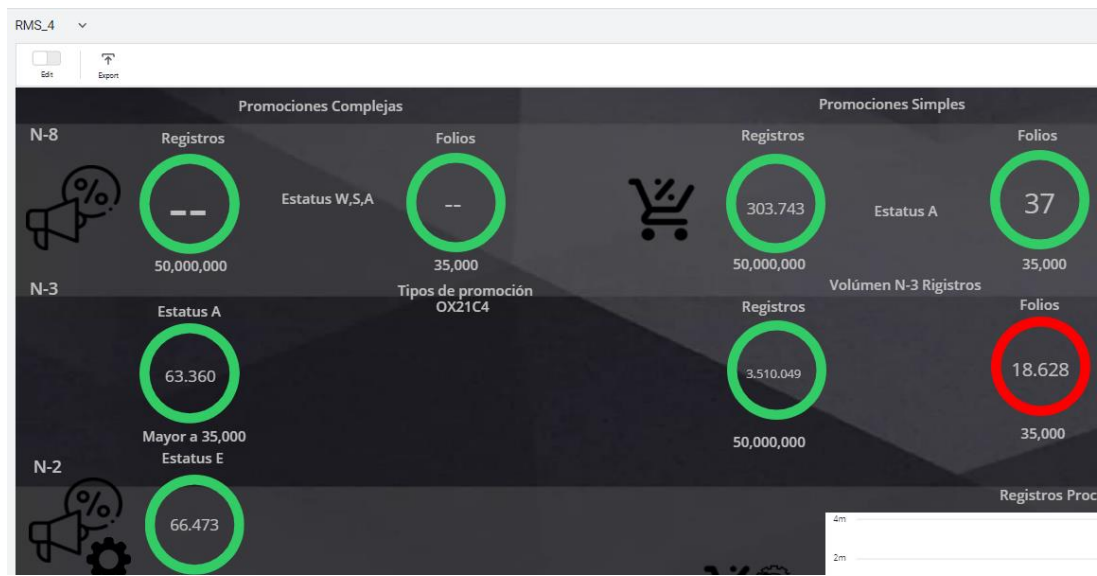 RMS_4
Edit
Export
Promociones Complejas
Promociones Simples
N-8
Registros
Folios
Registros
Folios
--
Estatus W,S,A
--
303.743
Estatus A
37
50,000,000
35,000
50,000,000
35,000
N-3
Tipos de promoción
OX21C4
Volúmen N-3 Rigistros
Estatus A
Registros
Folios
63.360
3.510.049
18.628
Mayor a 35,000
50,000,000
35,000
N-2
Estatus E
66.473
Registros Proc
4m
2m